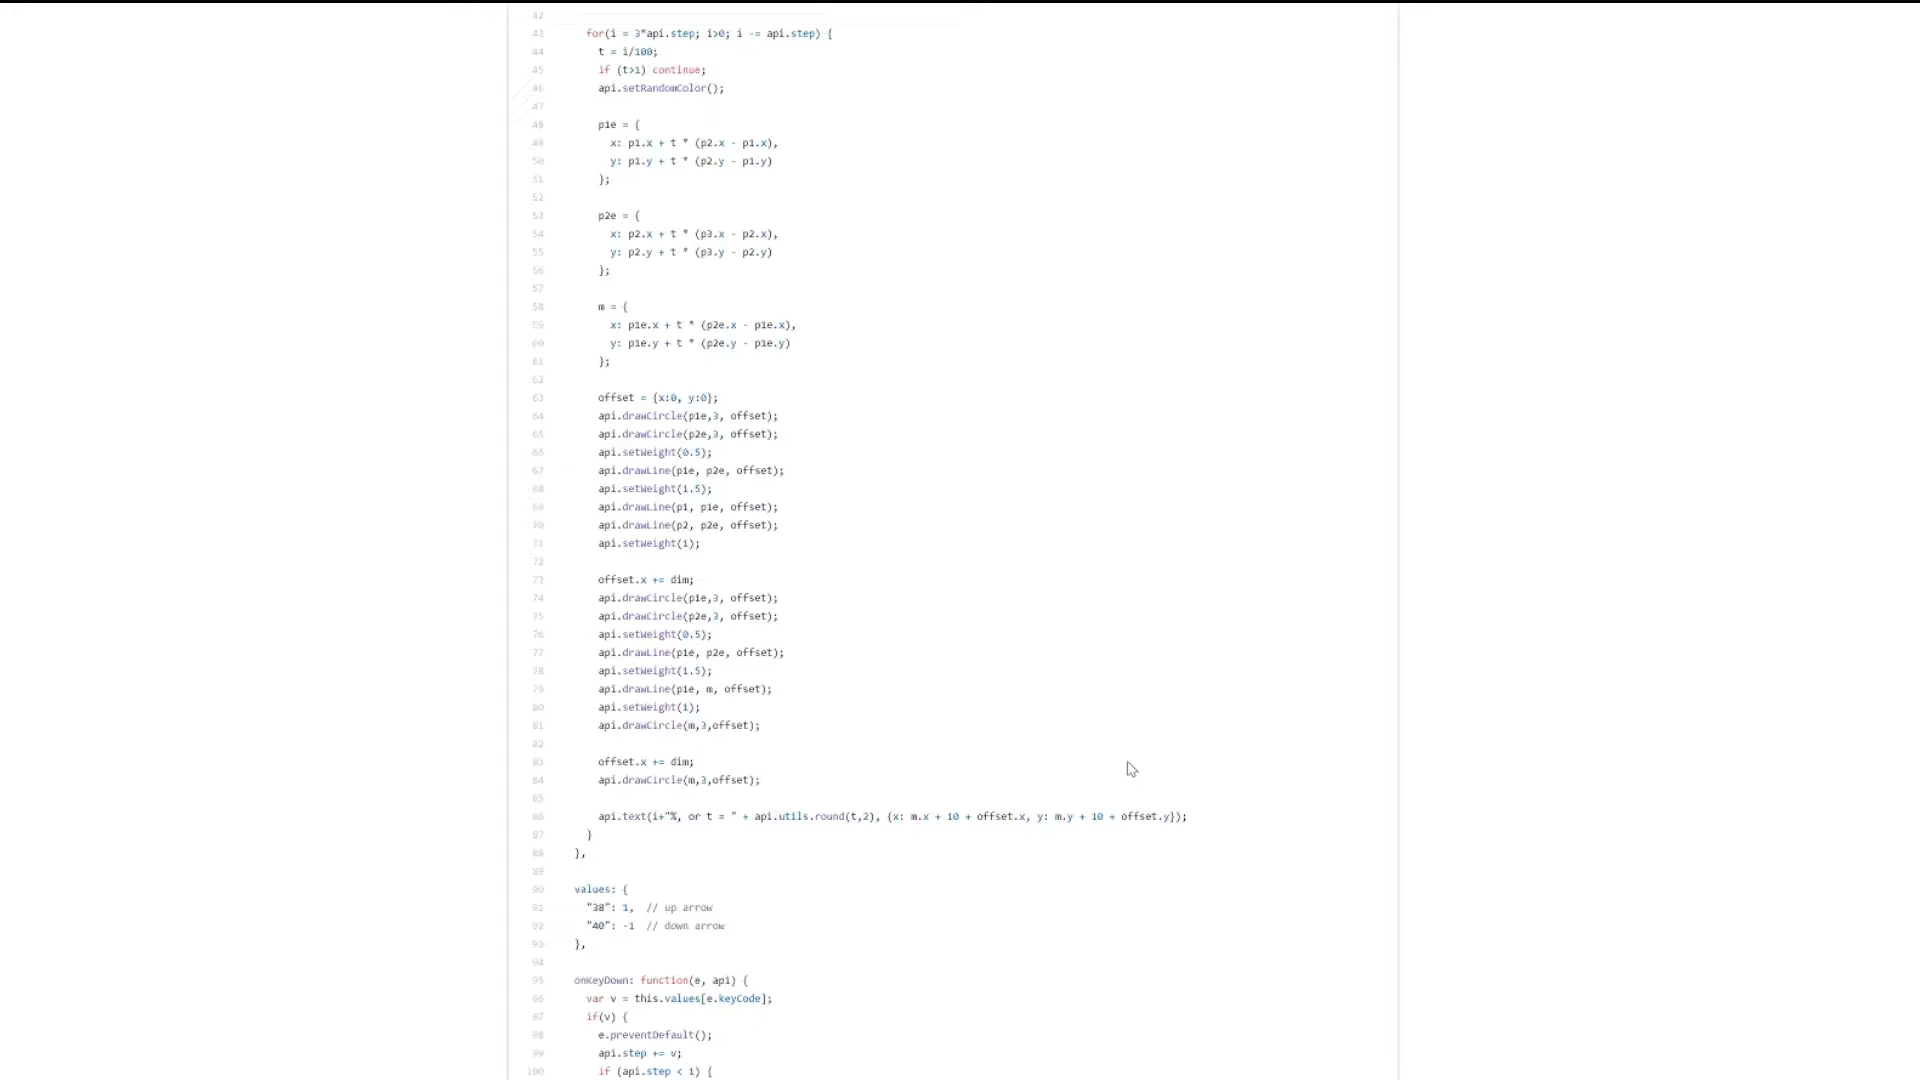 42
43 for(i = 3*api.step; i>0; i -= api.step) {
44 t = i/100;
45 if (t>1) continue;
46 api.setRandomColor();
47
48 p1e = {
49 x: p1.x + t * (p2.x - p1.x),
50 y: p1.y + t * (p2.y - p1.y)
51 };
52
53 p2e = {
54 x: p2.x + t * (p3.x - p2.x),
55 y: p2.y + t * (p3.y - p2.y)
56 };
57
58 m = {
59 x: p1e.x + t * (p2e.x - p1e.x),
60 y: p1e.y + t * (p2e.y - p1e.y)
61 };
62
63 offset = {x:0, y:0};
64 api.drawCircle(p1e,3, offset);
65 api.drawCircle(p2e,3, offset);
66 api.setWeight(0.5);
67 api.drawLine(p1e, p2e, offset);
68 api.setWeight(1.5);
69 api.drawLine(p1, p1e, offset);
70 api.drawLine(p2, p2e, offset);
71 api.setWeight(1);
72
73 offset.x += dim;
74 api.drawCircle(p1e,3, offset);
75 api.drawCircle(p2e,3, offset);
76 api.setWeight(0.5);
77 api.drawLine(p1e, p2e, offset);
78 api.setWeight(1.5);
79 api.drawLine(p1e, m, offset);
80 api.setWeight(1);
81 api.drawCircle(m,3,offset);
82
83 offset.x += dim;
84 api.drawCircle(m,3,offset);
85
86 api.text(i+"%, or t = " + api.utils.round(t,2), {x: m.x + 10 + offset.x, y: m.y + 10 + offset.y});
87 }
88 },
89
90 values: {
91 "38": 1, // up arrow
92 "40": -1 // down arrow
93 },
94
95 onKeyDown: function(e, api) {
96 var v = this.values[e.keyCode];
97 if(v) {
98 e.preventDefault();
99 api.step += v;
100 if (api.step < 1) {